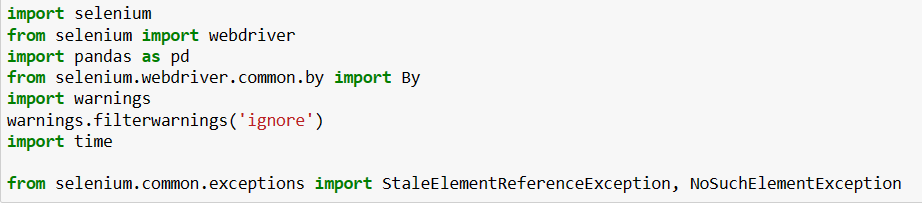 import selenium
from selenium import webdriver
import pandas as pd
from selenium.webdriver.common.by import By
import warnings
warnings.filterwarnings('ignore')
import time
from selenium.common.exceptions import StaleElementReferenceException, NoSuchElementException